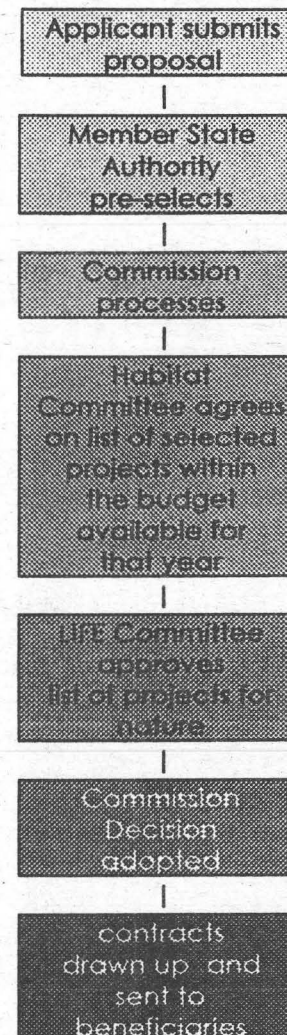 Applicant submits
proposal
Member State
Authority
pre-selects
Commission
processes
Habitat
Committee agrees
on list of selected
projects within
the budget
available for
that year
LIFE Committee
approves
list of projects for
nature
Commission
Decision
adopted
contracts
drawn up and
sent to
beneficiaries